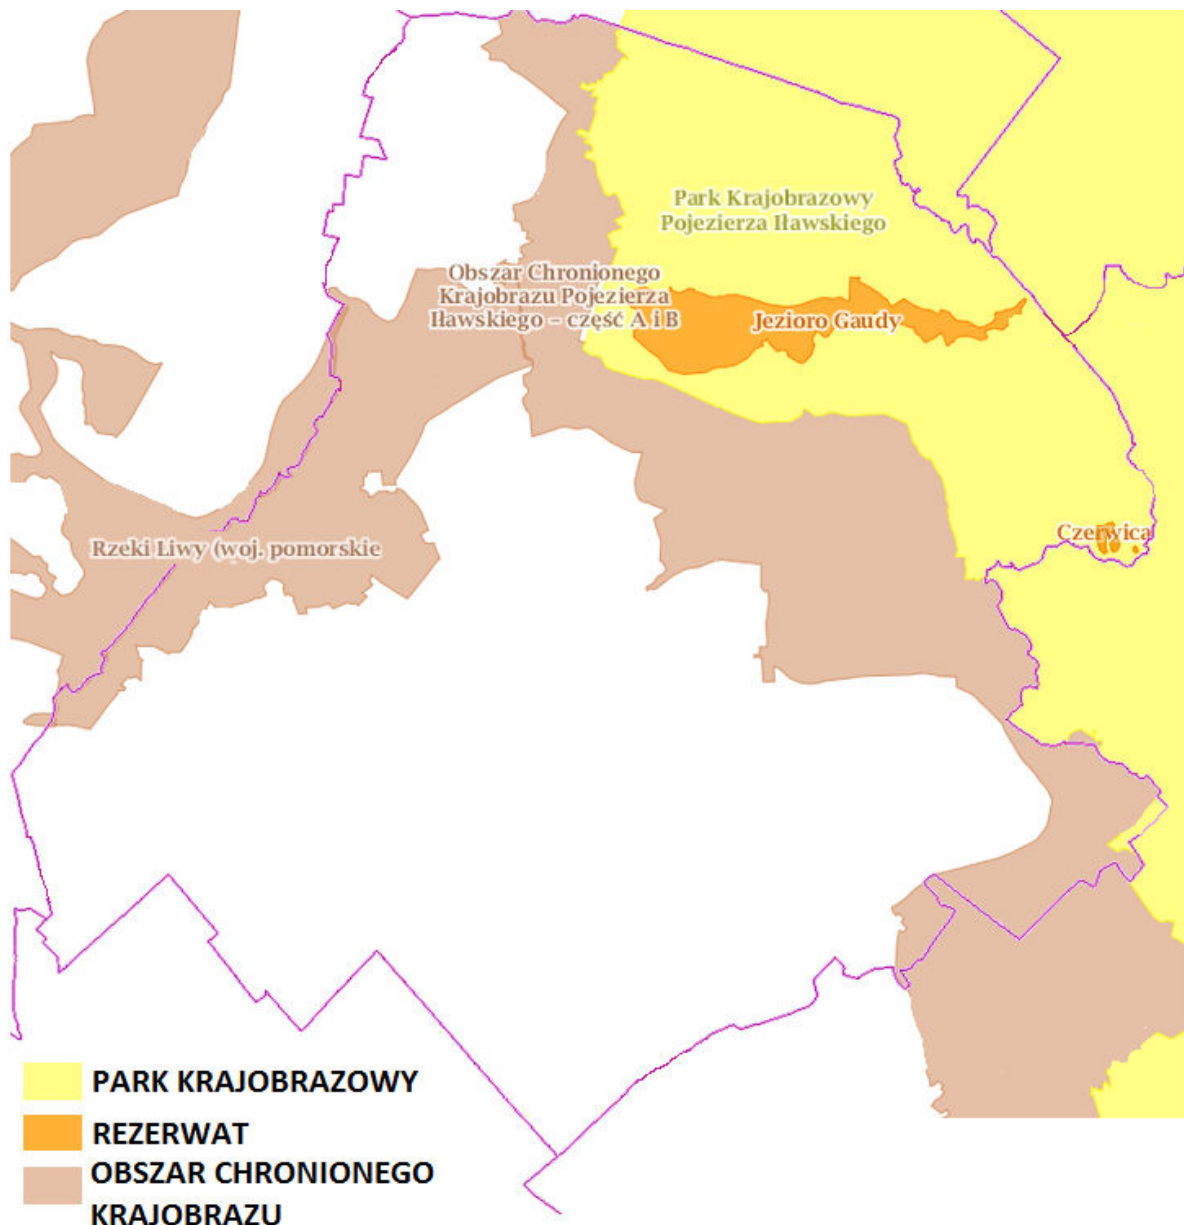 Park Krajobrazowy
Pojezierza Iławskiego
Obszar Chronionego
Krajobrazu Pojezierza
Iławskiego – część A i B
Jezioro Gaudy
Czerwica
Rzeki Liwy (woj. pomorskie
PARK KRAJOBRAZOWY
REZERWAT
OBSZAR CHRONIONEGO
KRAJOBRAZU